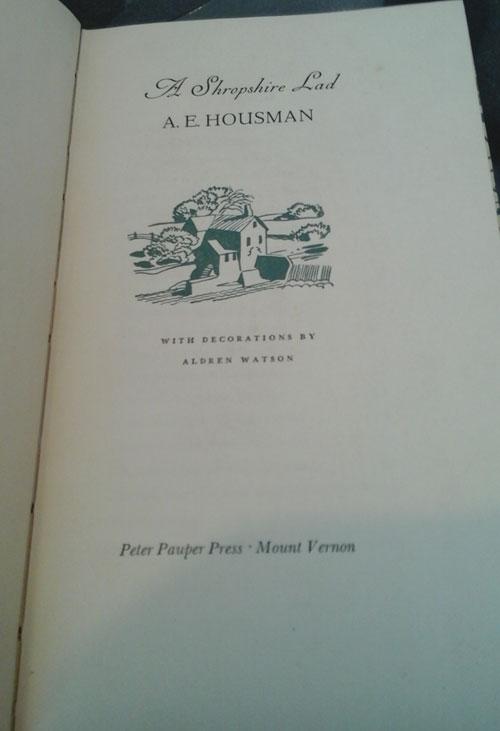 A Shropshire Lad
A. E. HOUSMAN
WITH DECORATIONS BY
ALDREN WATSON
Peter Pauper Press · Mount Vernon